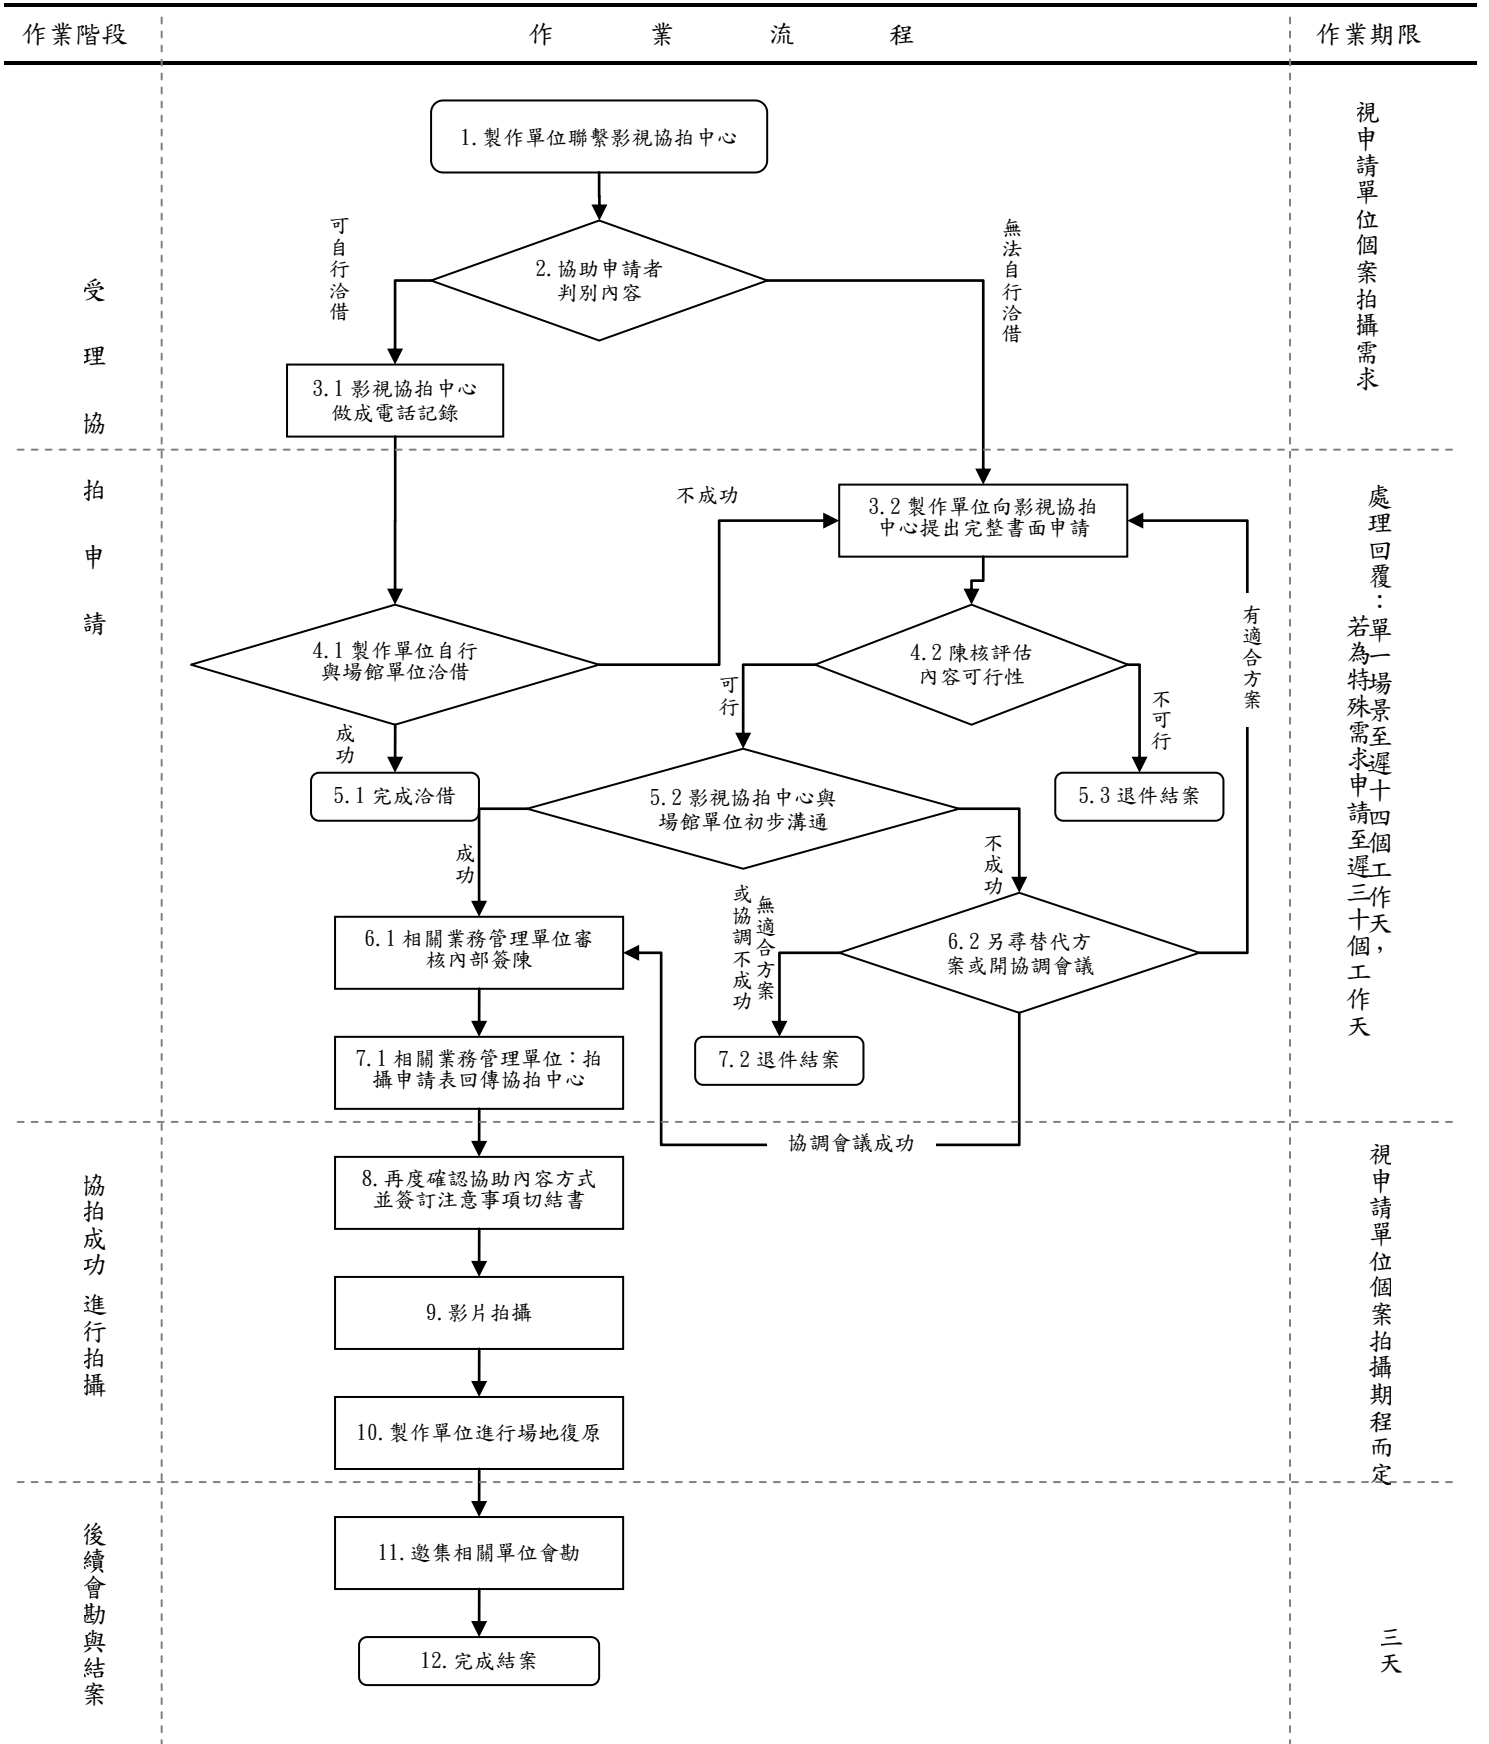 作業階段
作業流程
作業期限
受理協拍申請
視申請單位個案拍攝需求
1.製作單位聯繫影視協拍中心
可自行洽借
無法自行洽借
2.協助申請者
判別內容
3.1 影視協拍中心
做成電話記錄
不成功
3.2 製作單位向影視協拍
中心提出完整書面申請
處理回覆：單一場景至遲十四個工作天，
若為特殊需求申請至遲三十個工作天
4.1 製作單位自行
與場館單位洽借
4.2 陳核評估
內容可行性
有適合方案
可行
不可行
成功
5.1 完成洽借
5.2 影視協拍中心與
場館單位初步溝通
5.3 退件結案
成功
不成功
無適合方案
或協調不成功
6.1 相關業務管理單位審
核內部簽陳
6.2 另尋替代方
案或開協調會議
7.1 相關業務管理單位：拍
攝申請表回傳協拍中心
7.2 退件結案
協調會議成功
協拍成功 進行拍攝
視申請單位個案拍攝期程而定
8.再度確認協助內容方式
並簽訂注意事項切結書
9.影片拍攝
10.製作單位進行場地復原
後續會勘與結案
三天
11.邀集相關單位會勘
12.完成結案